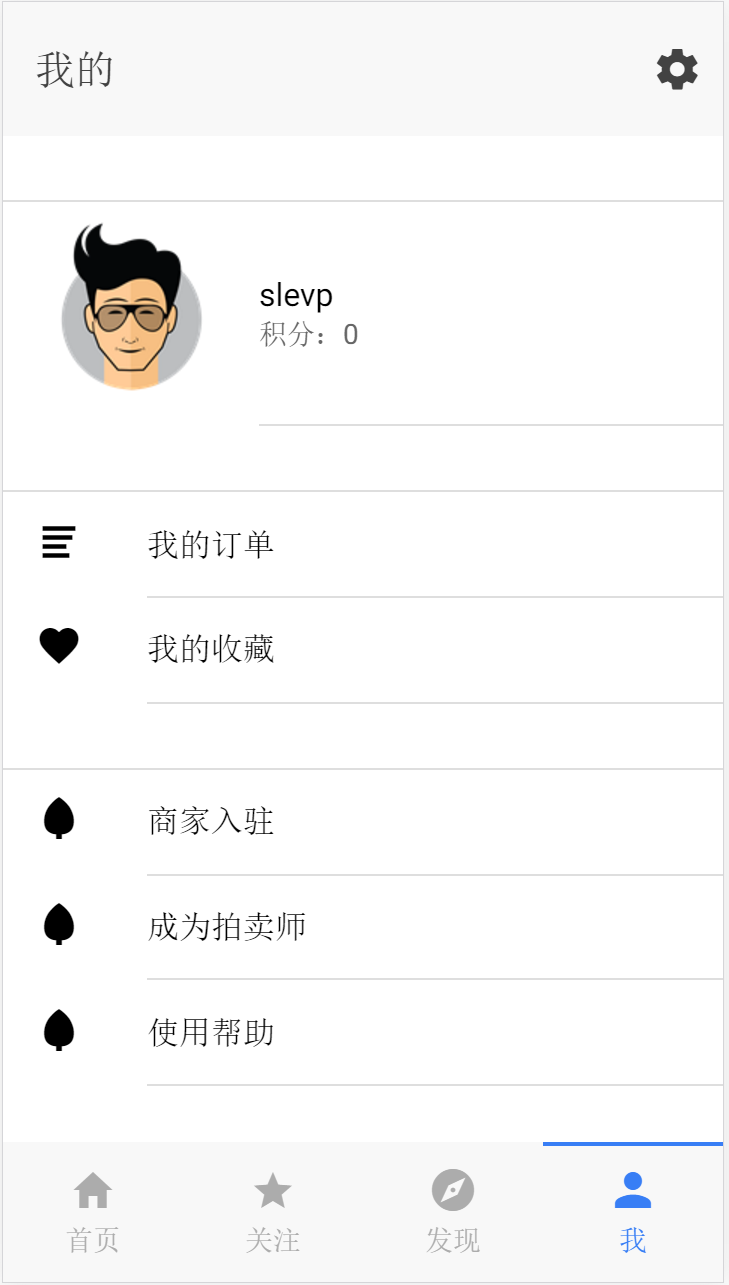 我的
slevp
积分：0
我的订单
我的收藏
商家入驻
成为拍卖师
使用帮助
首页 关注 发现 我